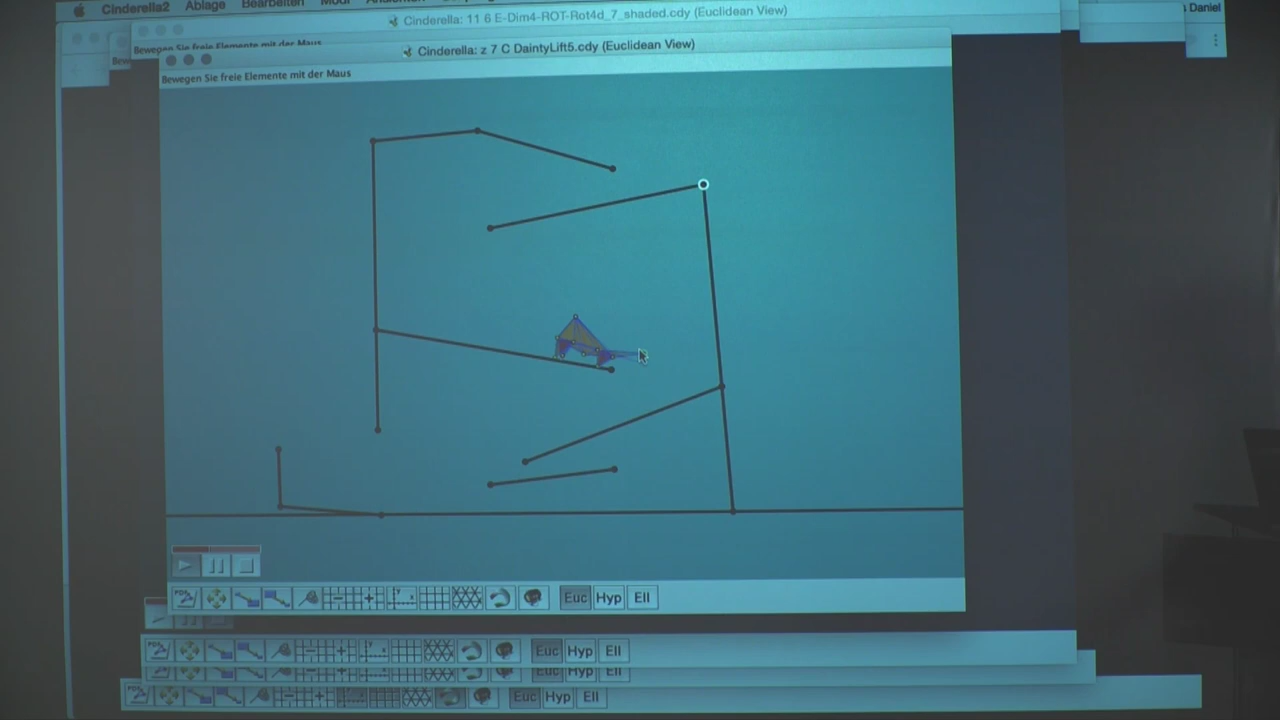 Cinderella2 Ablage Bearbeiten
s Daniel
Cinderella: 11 6 E-Dim4-ROT-Rot4d_7_shaded.cdy (Euclidean View)
Bewegen Sie freie Elemente mit der Maus
Cinderella: z 7 C DaintyLift5.cdy (Euclidean View)
Bewegen Sie freie Elemente mit der Maus
Euc Hyp Ell
Euc Hyp Ell
Euc Hyp Ell
Euc Hyp Ell